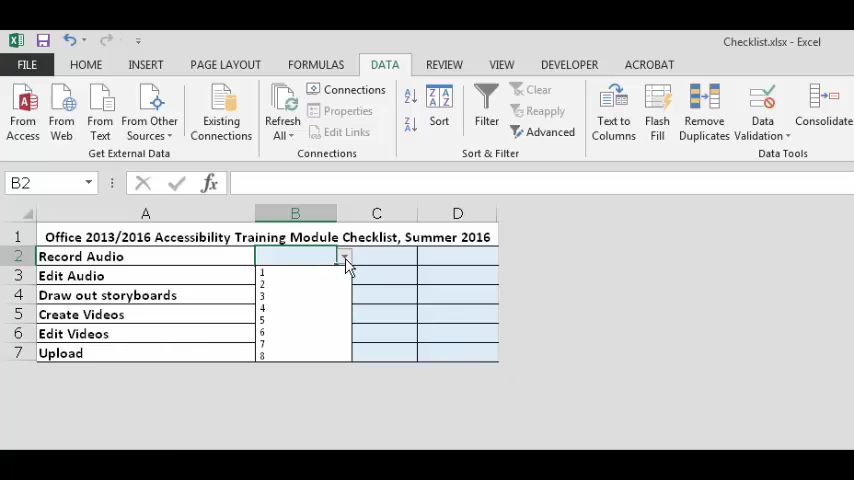 Checklist.xlsx - Excel
FILE HOME INSERT PAGE LAYOUT FORMULAS DATA REVIEW VIEW DEVELOPER ACROBAT
From Access
From Web
From Text
From Other Sources
Existing Connections
Refresh All
Connections
Properties
Edit Links
Sort
Filter
Clear
Reapply
Advanced
Text to Columns
Flash Fill
Remove Duplicates
Data Validation
Consolidate
Get External Data Connections Sort & Filter Data Tools
B2 fx
A B C D
1 Office 2013/2016 Accessibility Training Module Checklist, Summer 2016
2 Record Audio
3 Edit Audio
4 Draw out storyboards
5 Create Videos
6 Edit Videos
7 Upload
1
2
3
4
5
6
7
8